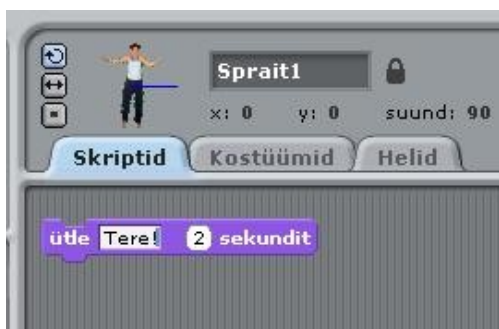 Sprait1
x: 0 y: 0 suund: 90
Skriptid Kostüümid Helid
ütle Tere! 2 sekundit